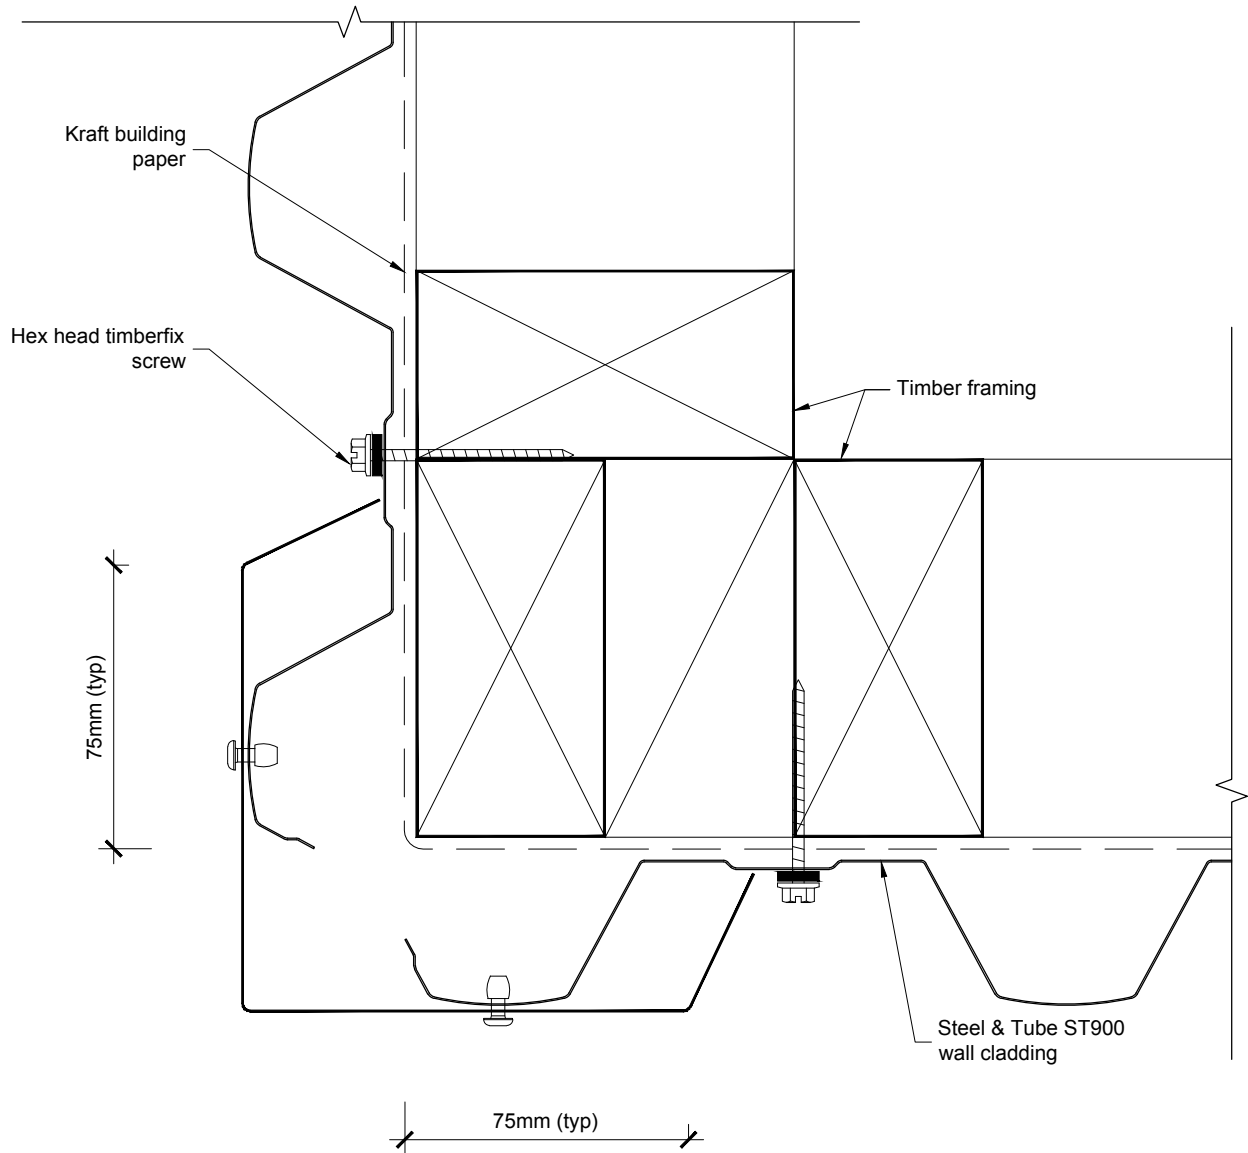 Kraft building
paper
Hex head timberfix
screw
Timber framing
75mm (typ)
Steel & Tube ST900
wall cladding
75mm (typ)